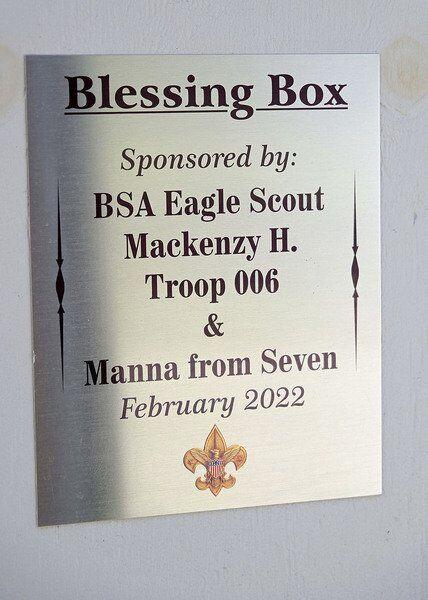 Blessing Box
Sponsored by:
BSA Eagle Scout
Mackenzy H.
Troop 006
&
Manna from Seven
February 2022